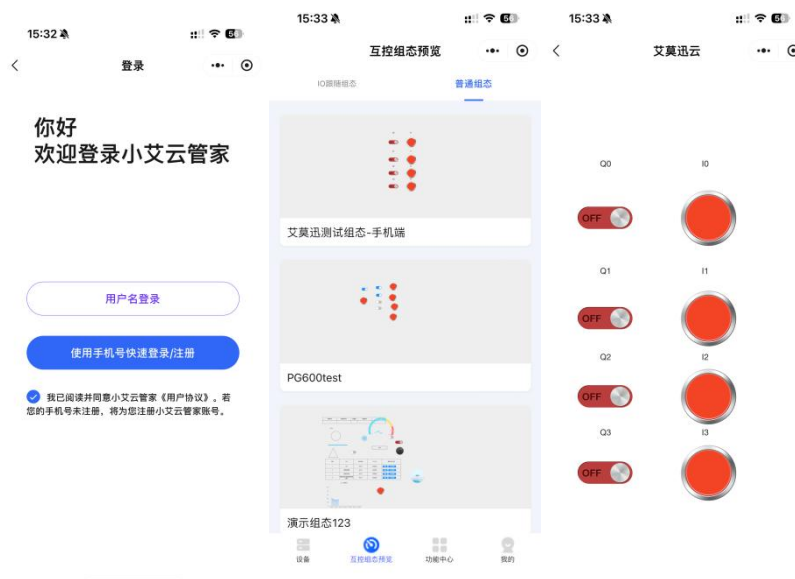 15:32
56
登录
你好
欢迎登录小艾云管家
用户名登录
使用手机号快速登录/注册
我已阅读并同意小艾云管家《用户协议》。若
您的手机号未注册，将为您注册小艾云管家账号。
15:33
56
互控组态预览
IO跟随组态
普通组态
艾莫迅测试组态-手机端
PG600test
演示组态123
设备
互控组态预览
功能中心
我的
15:33
艾莫迅云
Q0
I0
OFF
Q1
I1
OFF
Q2
I2
OFF
Q3
I3
OFF